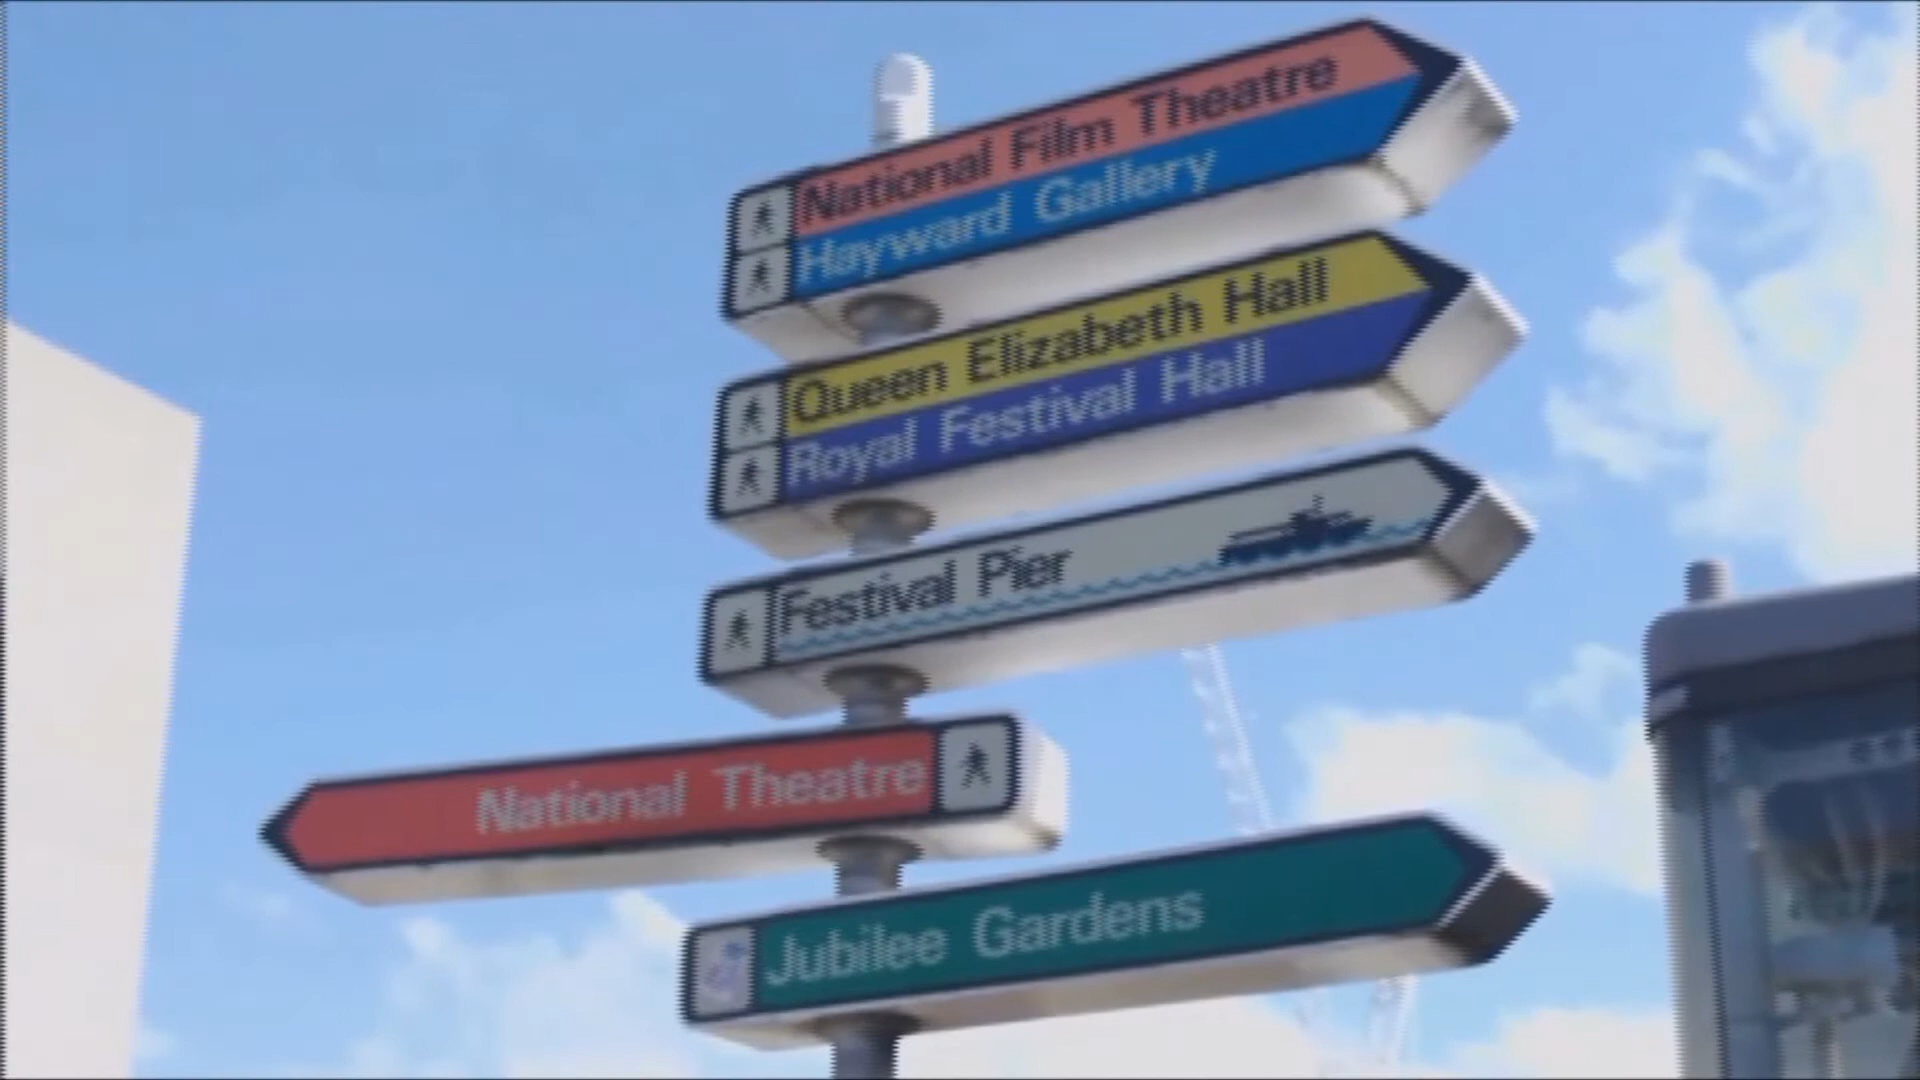 National Film Theatre
Hayward Gallery
Queen Elizabeth Hall
Royal Festival Hall
Festival Pier
National Theatre
Jubilee Gardens